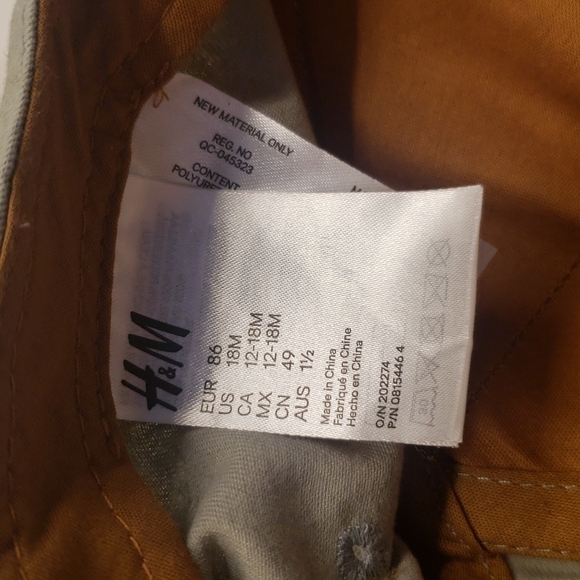 NEW MATERIAL ONLY
REG. NO
QC-045323
CONTENT
H&M
EUR 86
US 18M
CA 12-18M
MX 12-18M
CN 49
AUS 1½
Made in China
Fabriqué en Chine
Hecho en China
O/N 202274
P/N 0815446 4